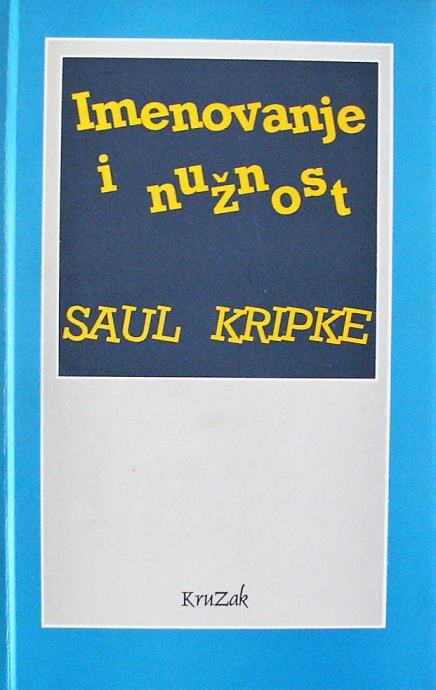 Imenovanje
i nužnost
SAUL KRIPKE
KruZak